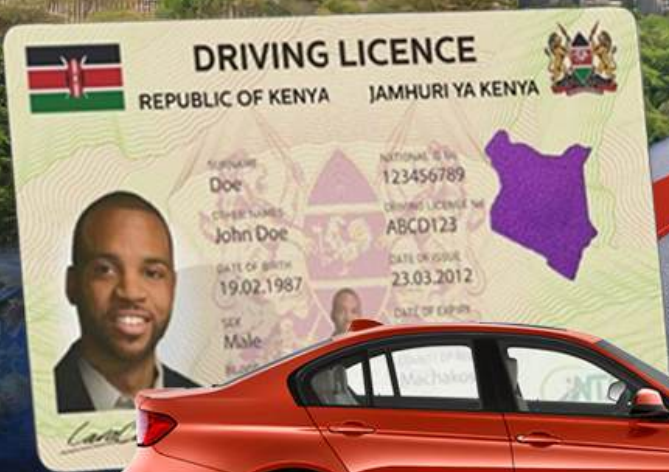 DRIVING LICENCE
REPUBLIC OF KENYA JAMHURI YA KENYA
SURNAME
Doe
NATIONAL ID No
123456789
OTHER NAMES
John Doe
DRIVING LICENSE No
ABCD123
DATE OF BIRTH
19.02.1987
DATE OF ISSUE
23.03.2012
SEX
Male
DATE OF EXPIRY
Machakos